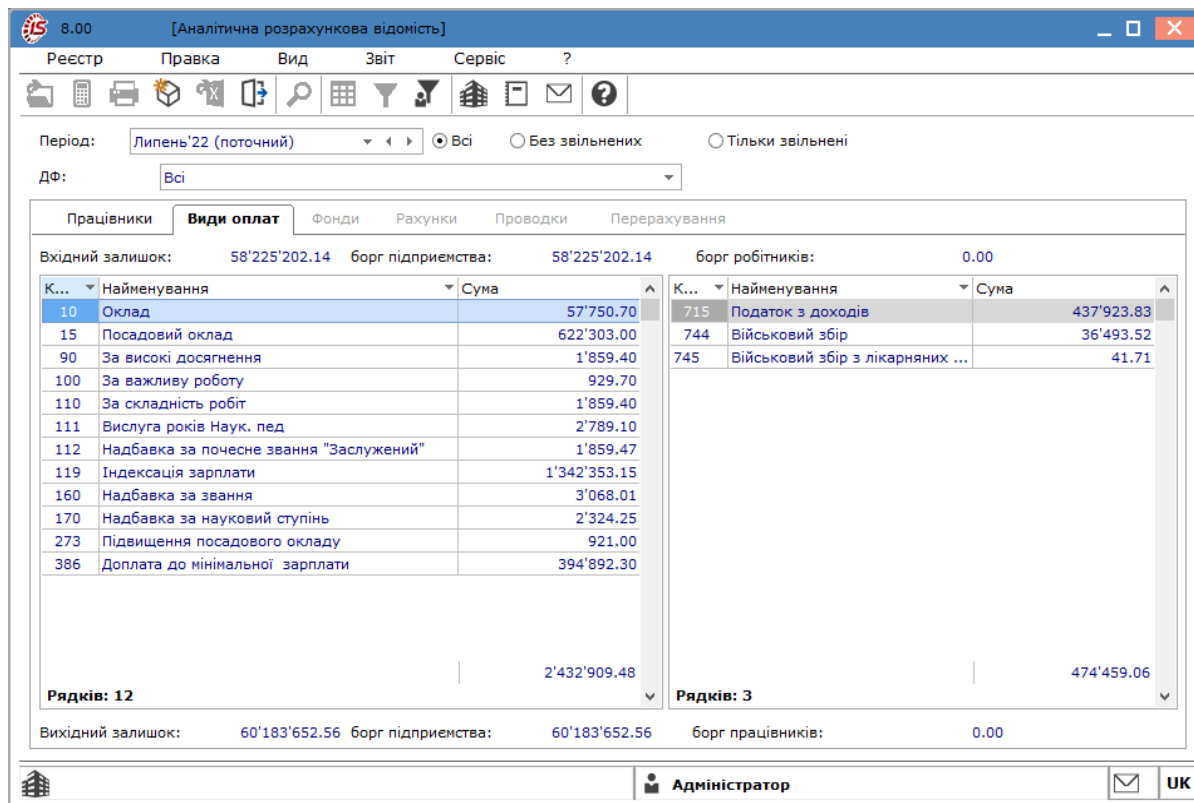 iS 8.00 [Аналітична розрахункова відомість]
Реєстр Правка Вид Звіт Сервіс ?
Період: Липень'22 (поточний) Всі Без звільнених Тільки звільнені
ДФ: Всі
Працівники Види оплат Фонди Рахунки Проводки Перерахування
Вхідний залишок: 58'225'202.14 борг підприємства: 58'225'202.14 борг робітників: 0.00
К... Найменування Сума К... Найменування Сума
10 Оклад 57'750.70 715 Податок з доходів 437'923.83
15 Посадовий оклад 622'303.00 744 Військовий збір 36'493.52
90 За високі досягнення 1'859.40 745 Військовий збір з лікарняних ... 41.71
100 За важливу роботу 929.70
110 За складність робіт 1'859.40
111 Вислуга років Наук. пед 2'789.10
112 Надбавка за почесне звання "Заслужений" 1'859.47
119 Індексація зарплати 1'342'353.15
160 Надбавка за звання 3'068.01
170 Надбавка за науковий ступінь 2'324.25
273 Підвищення посадового окладу 921.00
386 Доплата до мінімальної зарплати 394'892.30
2'432'909.48 474'459.06
Рядків: 12 Рядків: 3
Вихідний залишок: 60'183'652.56 борг підприємства: 60'183'652.56 борг працівників: 0.00
Адміністратор UK